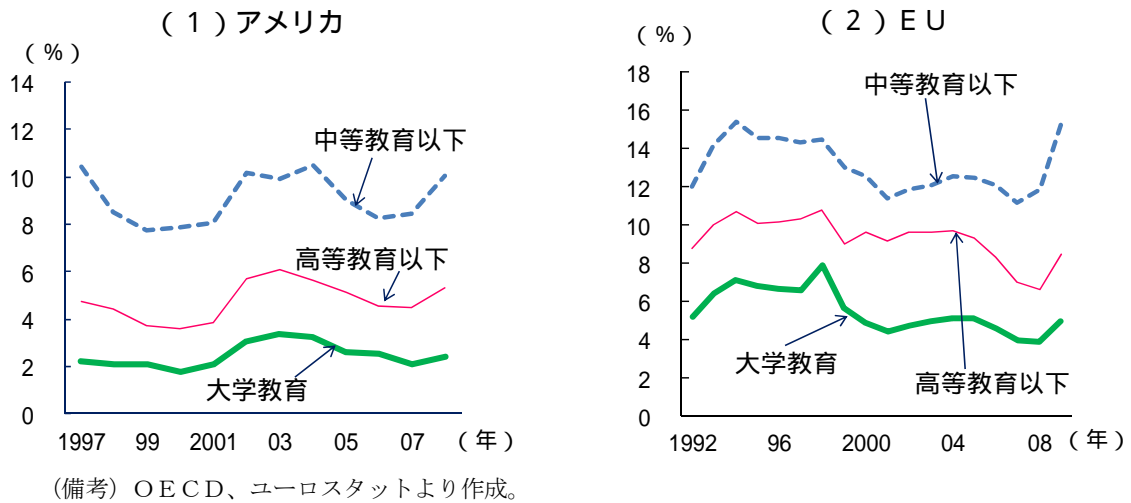 (１)アメリカ
(％)
14
12
10
8
6
4
2
0
中等教育以下
高等教育以下
大学教育
1997 99 2001 03 05 07 (年)
(２)ＥＵ
(％)
18
16
14
12
10
8
6
4
2
0
中等教育以下
大学教育
高等教育以下
1992 96 2000 04 08 (年)
(備考) ＯＥＣＤ、ユーロスタットより作成。